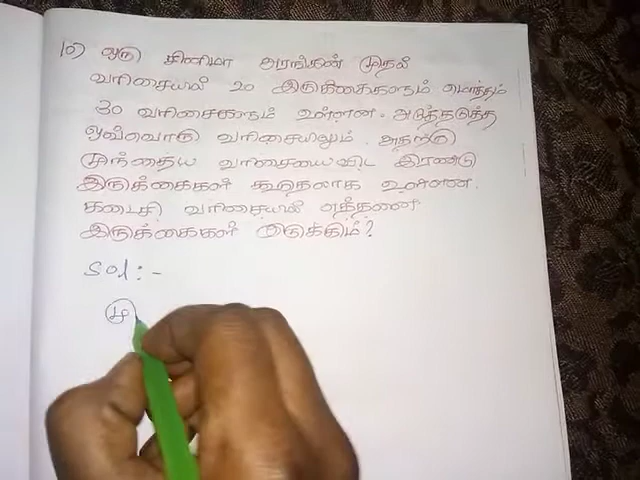 10) ஒரு சினிமா அரங்கின் முதல்
வரிசையில் 20 இருக்கைகளும் மொத்தம்
30 வரிசைகளும் உள்ளன. அடுத்தடுத்த
ஒவ்வொரு வரிசையிலும் அதற்கு
முந்தைய வரிசையைவிட இரண்டு
இருக்கைகள் கூடுதலாக உள்ளன.
கடைசி வரிசையில் எத்தனை
இருக்கைகள் இருக்கும்?
Sol:-
மு